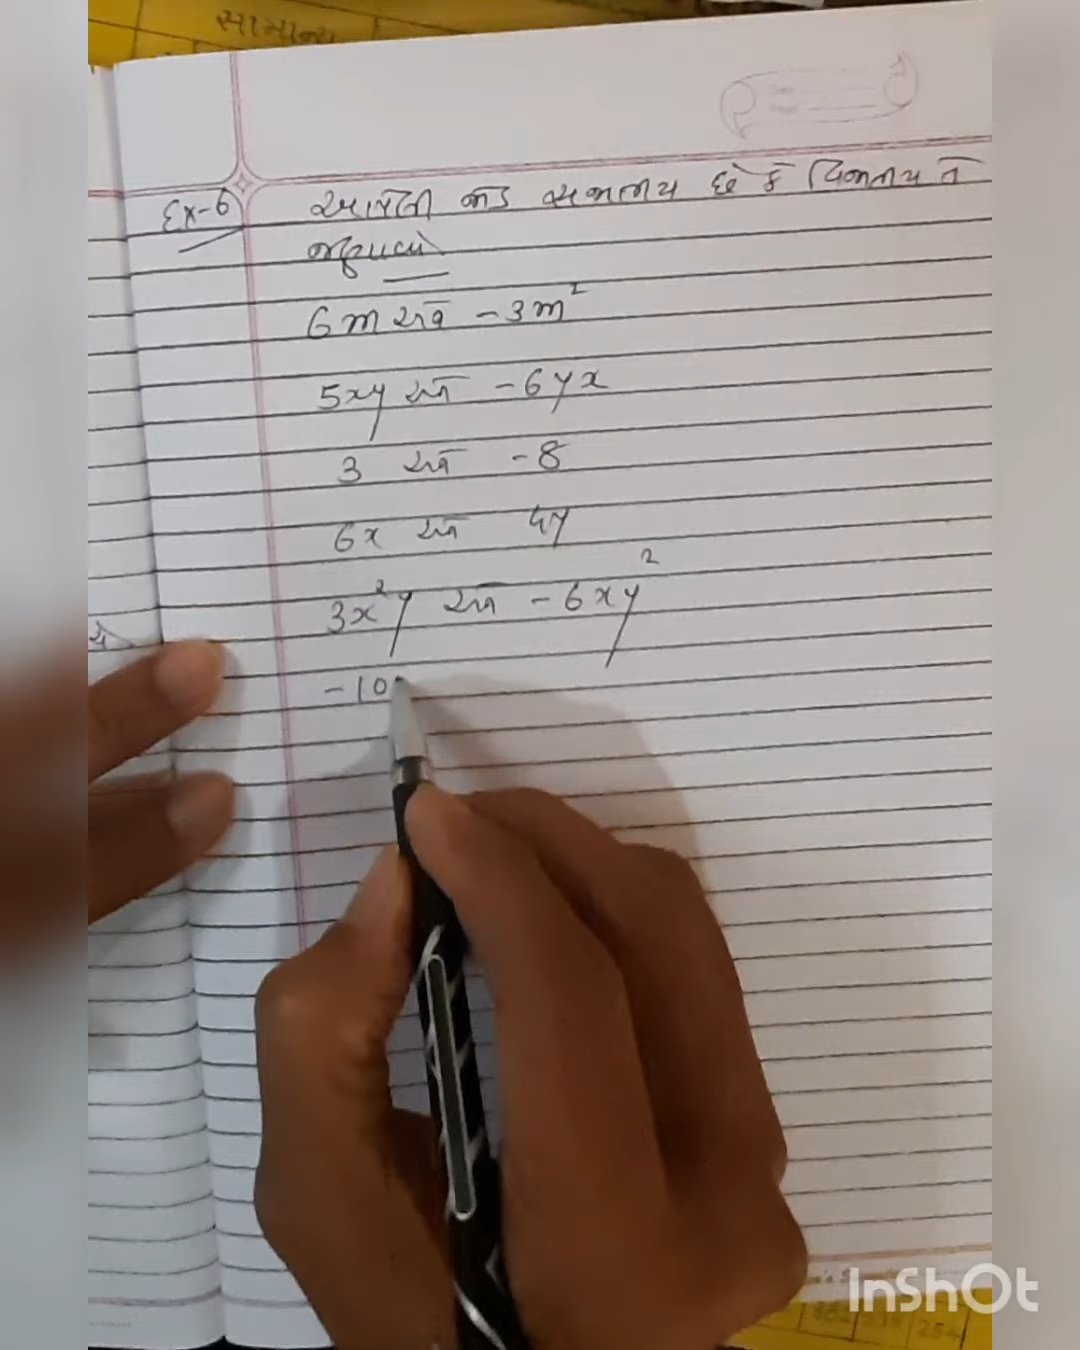 સામાન્ય
Ex-6 આપેલી જોડ સજાતીય છે કે વિજાતીય તે
જણાવો
6m અને -3m²
5xy અને -6yx
3 અને -8
6x અને 4y
3x²y અને -6xy²
-10
InShOt